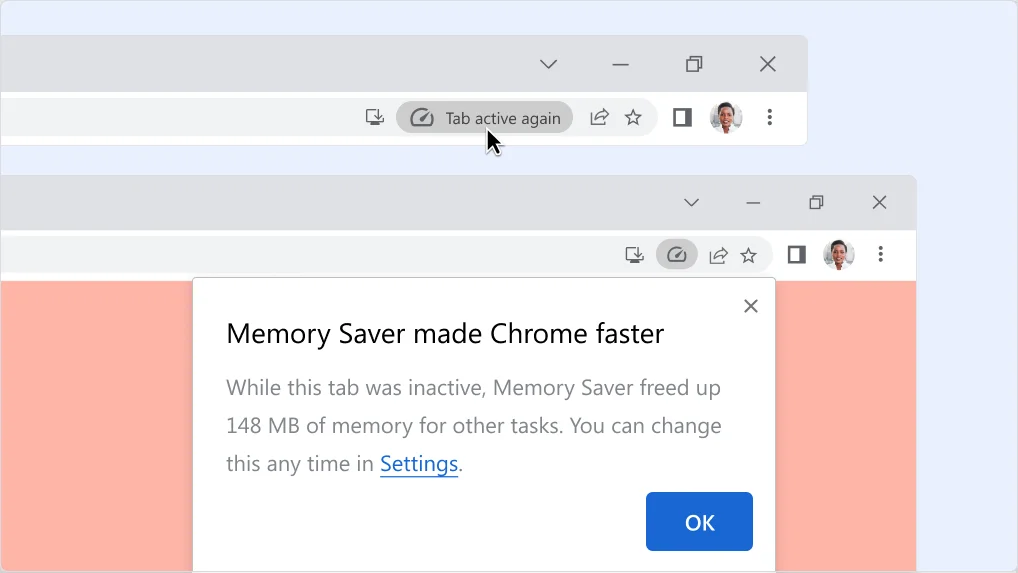 Tab active again
Memory Saver made Chrome faster
While this tab was inactive, Memory Saver freed up
148 MB of memory for other tasks. You can change
this any time in Settings.
OK